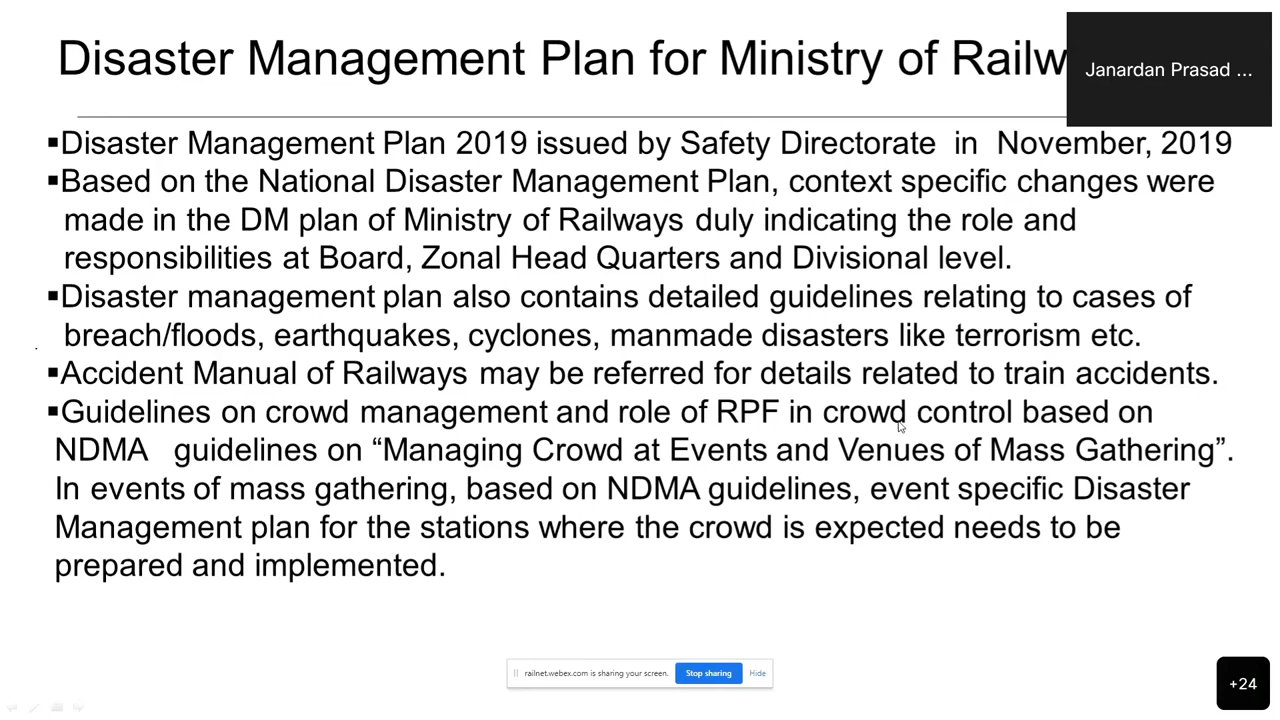 Disaster Management Plan for Ministry of Railw
Janardan Prasad ...
▪Disaster Management Plan 2019 issued by Safety Directorate in November, 2019
▪Based on the National Disaster Management Plan, context specific changes were
made in the DM plan of Ministry of Railways duly indicating the role and
responsibilities at Board, Zonal Head Quarters and Divisional level.
▪Disaster management plan also contains detailed guidelines relating to cases of
breach/floods, earthquakes, cyclones, manmade disasters like terrorism etc.
▪Accident Manual of Railways may be referred for details related to train accidents.
▪Guidelines on crowd management and role of RPF in crowd control based on
NDMA guidelines on “Managing Crowd at Events and Venues of Mass Gathering”.
In events of mass gathering, based on NDMA guidelines, event specific Disaster
Management plan for the stations where the crowd is expected needs to be
prepared and implemented.
railnet.webex.com is sharing your screen. Stop sharing Hide
+24